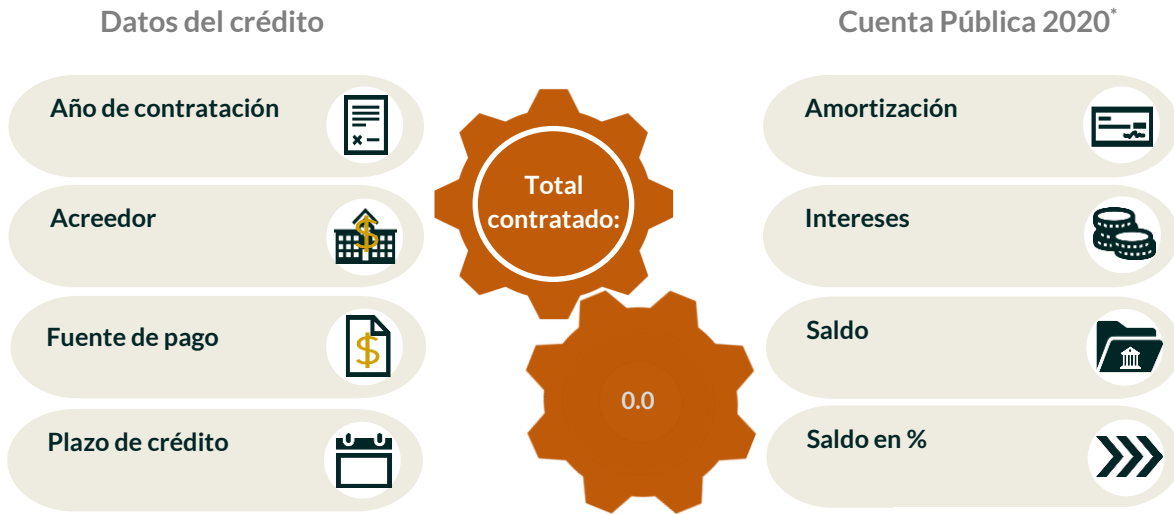 Datos del crédito
Cuenta Pública 2020*
Año de contratación
Acreedor
Fuente de pago
Plazo de crédito
Total
contratado:
0.0
Amortización
Intereses
Saldo
Saldo en %